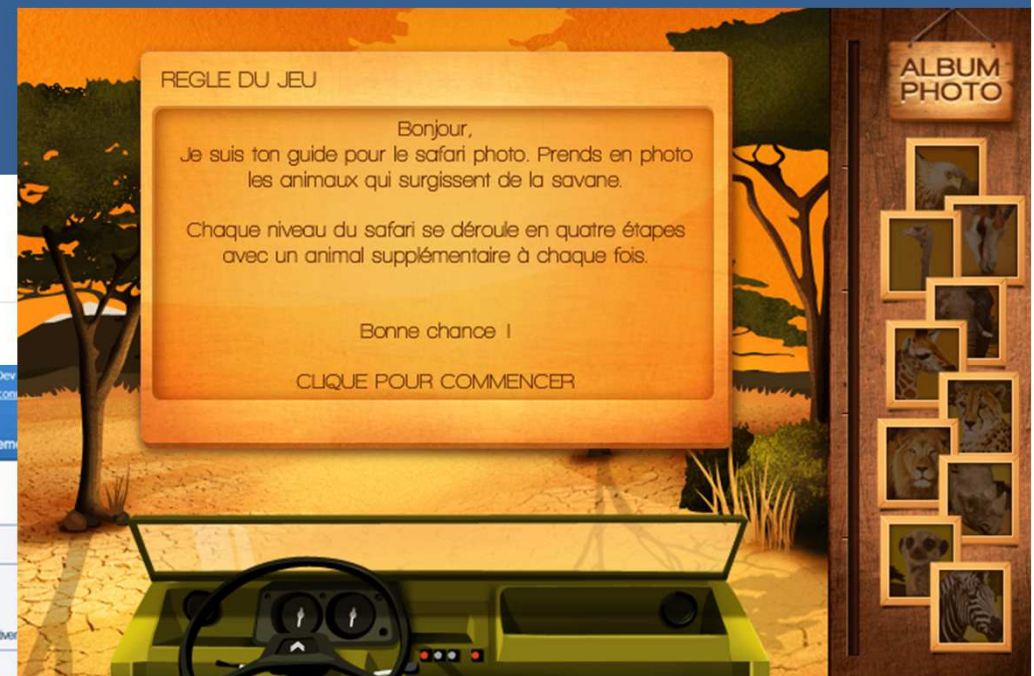 REGLE DU JEU
Bonjour,
Je suis ton guide pour le safari photo. Prends en photo
les animaux qui surgissent de la savane.
Chaque niveau du safari se déroule en quatre étapes
avec un animal supplémentaire à chaque fois.
Bonne chance !
CLIQUE POUR COMMENCER
ALBUM
PHOTO